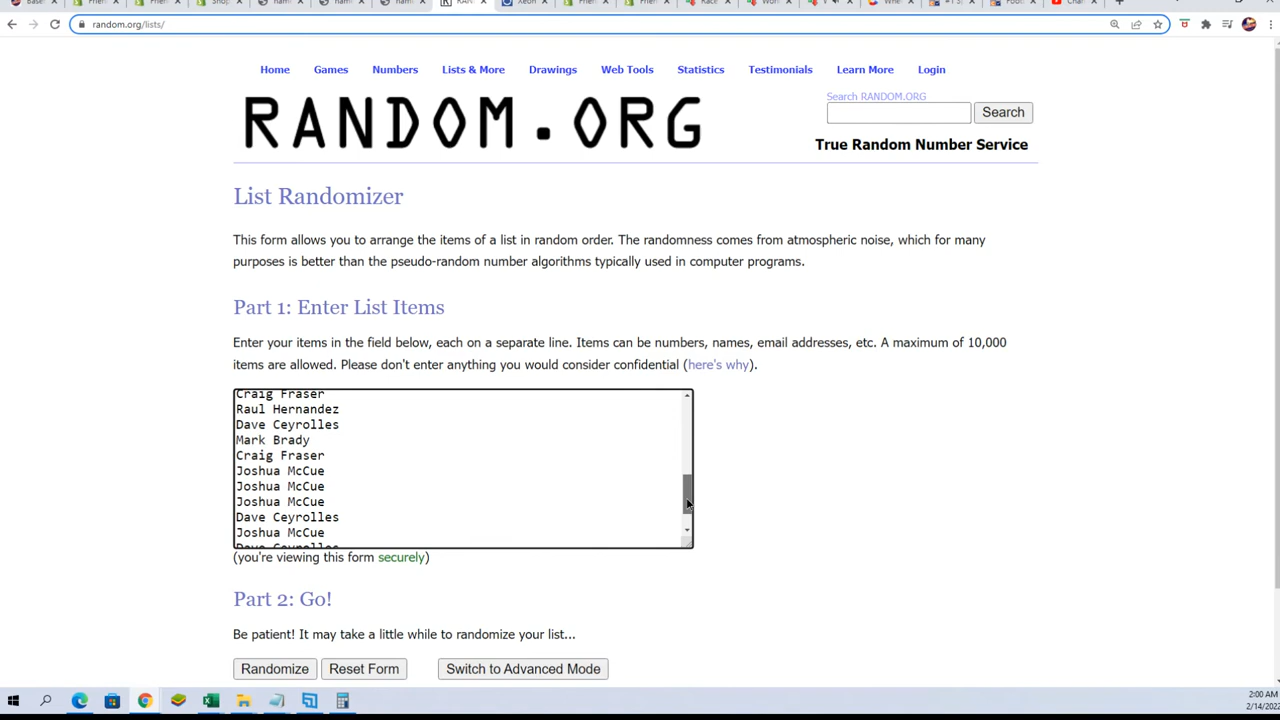 random.org/lists/
Home Games Numbers Lists & More Drawings Web Tools Statistics Testimonials Learn More Login
RANDOM.ORG
Search RANDOM.ORG
Search
True Random Number Service
List Randomizer
This form allows you to arrange the items of a list in random order. The randomness comes from atmospheric noise, which for many
purposes is better than the pseudo-random number algorithms typically used in computer programs.
Part 1: Enter List Items
Enter your items in the field below, each on a separate line. Items can be numbers, names, email addresses, etc. A maximum of 10,000
items are allowed. Please don't enter anything you would consider confidential (here's why).
Craig Fraser
Raul Hernandez
Dave Ceyrolles
Mark Brady
Craig Fraser
Joshua McCue
Joshua McCue
Joshua McCue
Dave Ceyrolles
Joshua McCue
Dave Ceyrolles
(you're viewing this form securely)
Part 2: Go!
Be patient! It may take a little while to randomize your list...
Randomize Reset Form Switch to Advanced Mode
2:00 AM